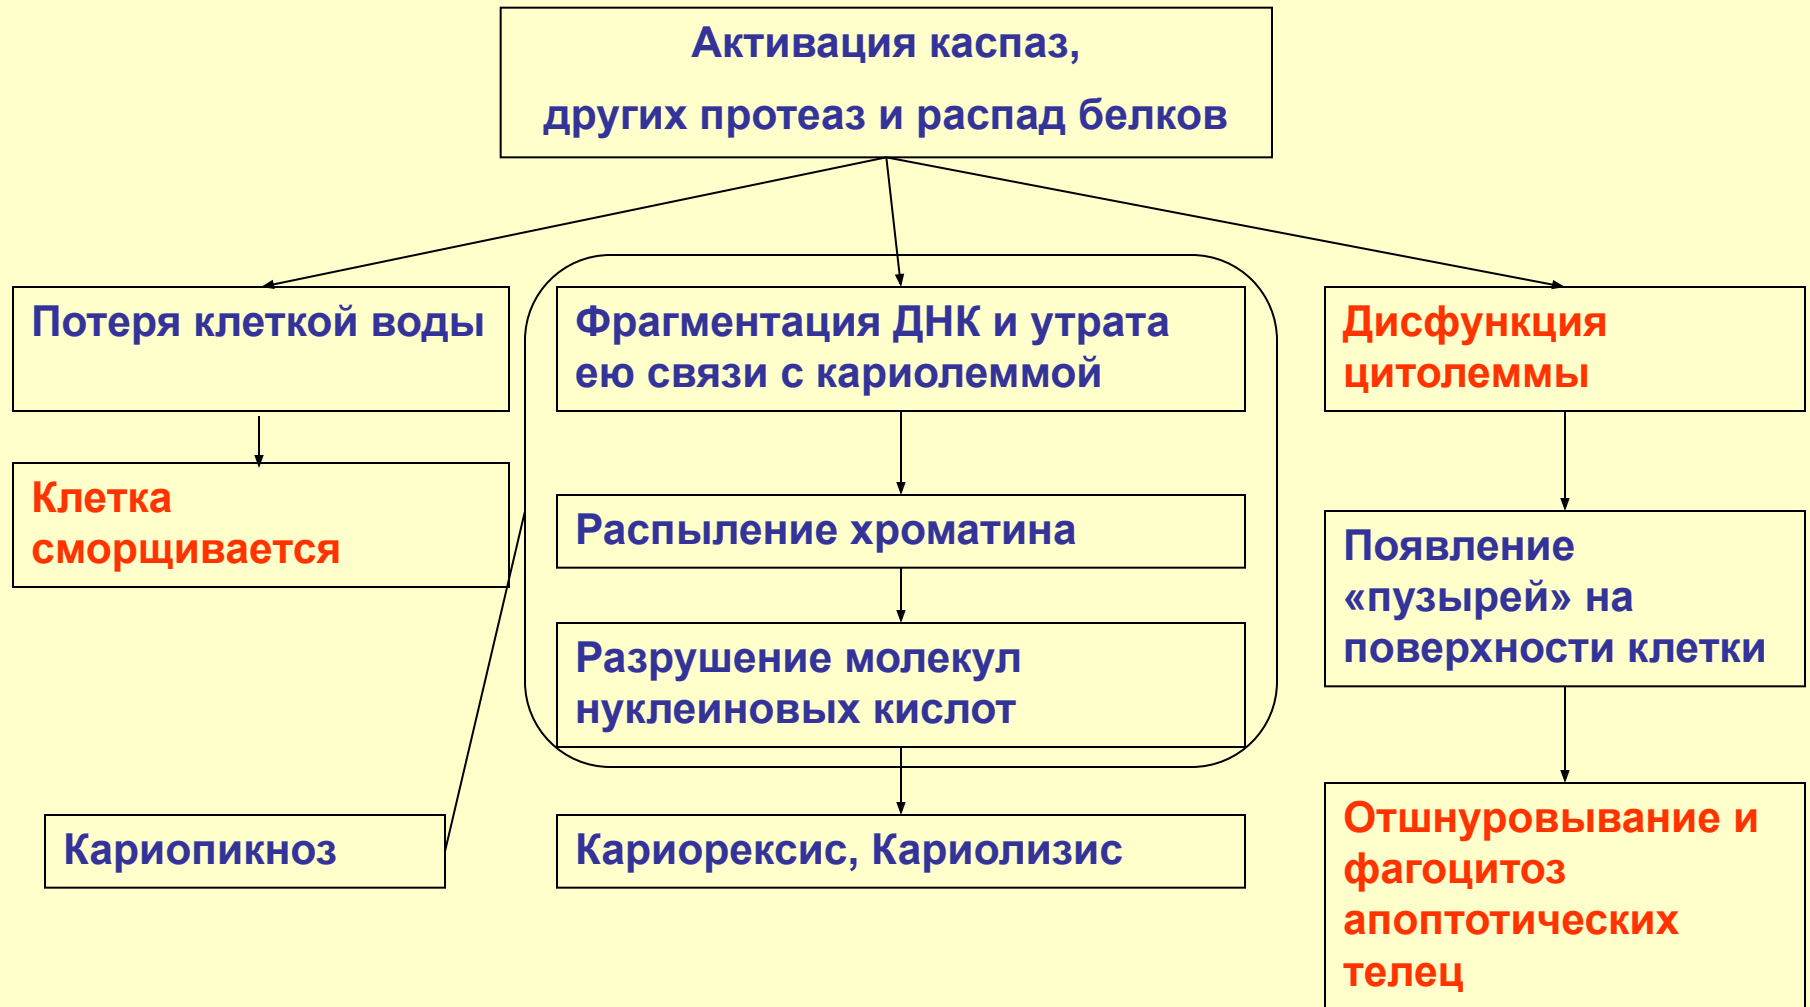 Активация каспаз,
других протеаз и распад белков
Потеря клеткой воды
Клетка
сморщивается
Кариопикноз
Фрагментация ДНК и утрата
ею связи с кариолеммой
Распыление хроматина
Разрушение молекул
нуклеиновых кислот
Кариорексис, Кариолизис
Дисфункция
цитолеммы
Появление
«пузырей» на
поверхности клетки
Отшнуровывание и
фагоцитоз
апоптотических
телец